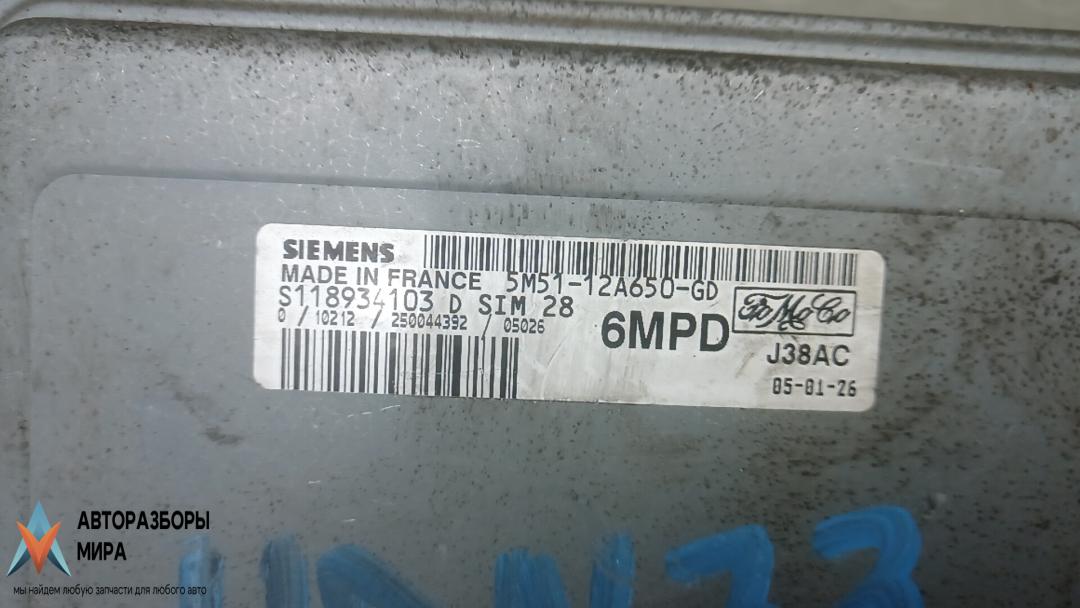 SIEMENS
MADE IN FRANCE 5M51-12A650-GD
S118934103 D SIM 28
0 / 10212 / 250044392 / 05026
6MPD
FoMoCo
J38AC
05-01-26
АВТОРАЗБОРЫ
МИРА
мы найдем любую запчасти для любого авто